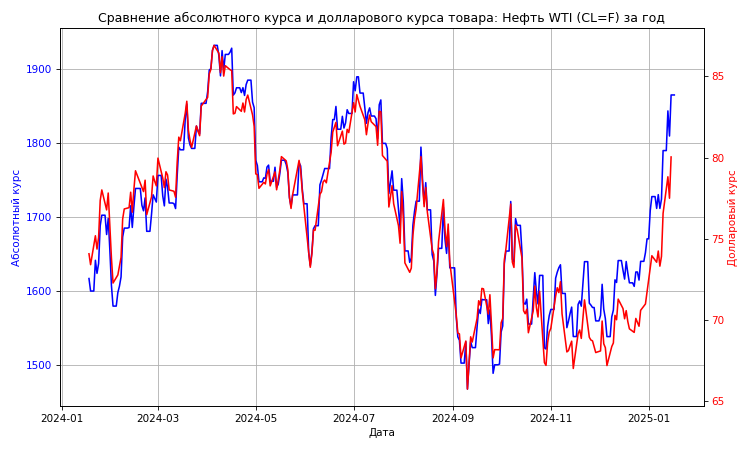 Сравнение абсолютного курса и долларового курса товара: Нефть WTI (CL=F) за год
Абсолютный курс
1900
1800
1700
1600
1500
85
80
75
70
65
Долларовый курс
2024-01 2024-03 2024-05 2024-07 2024-09 2024-11 2025-01
Дата